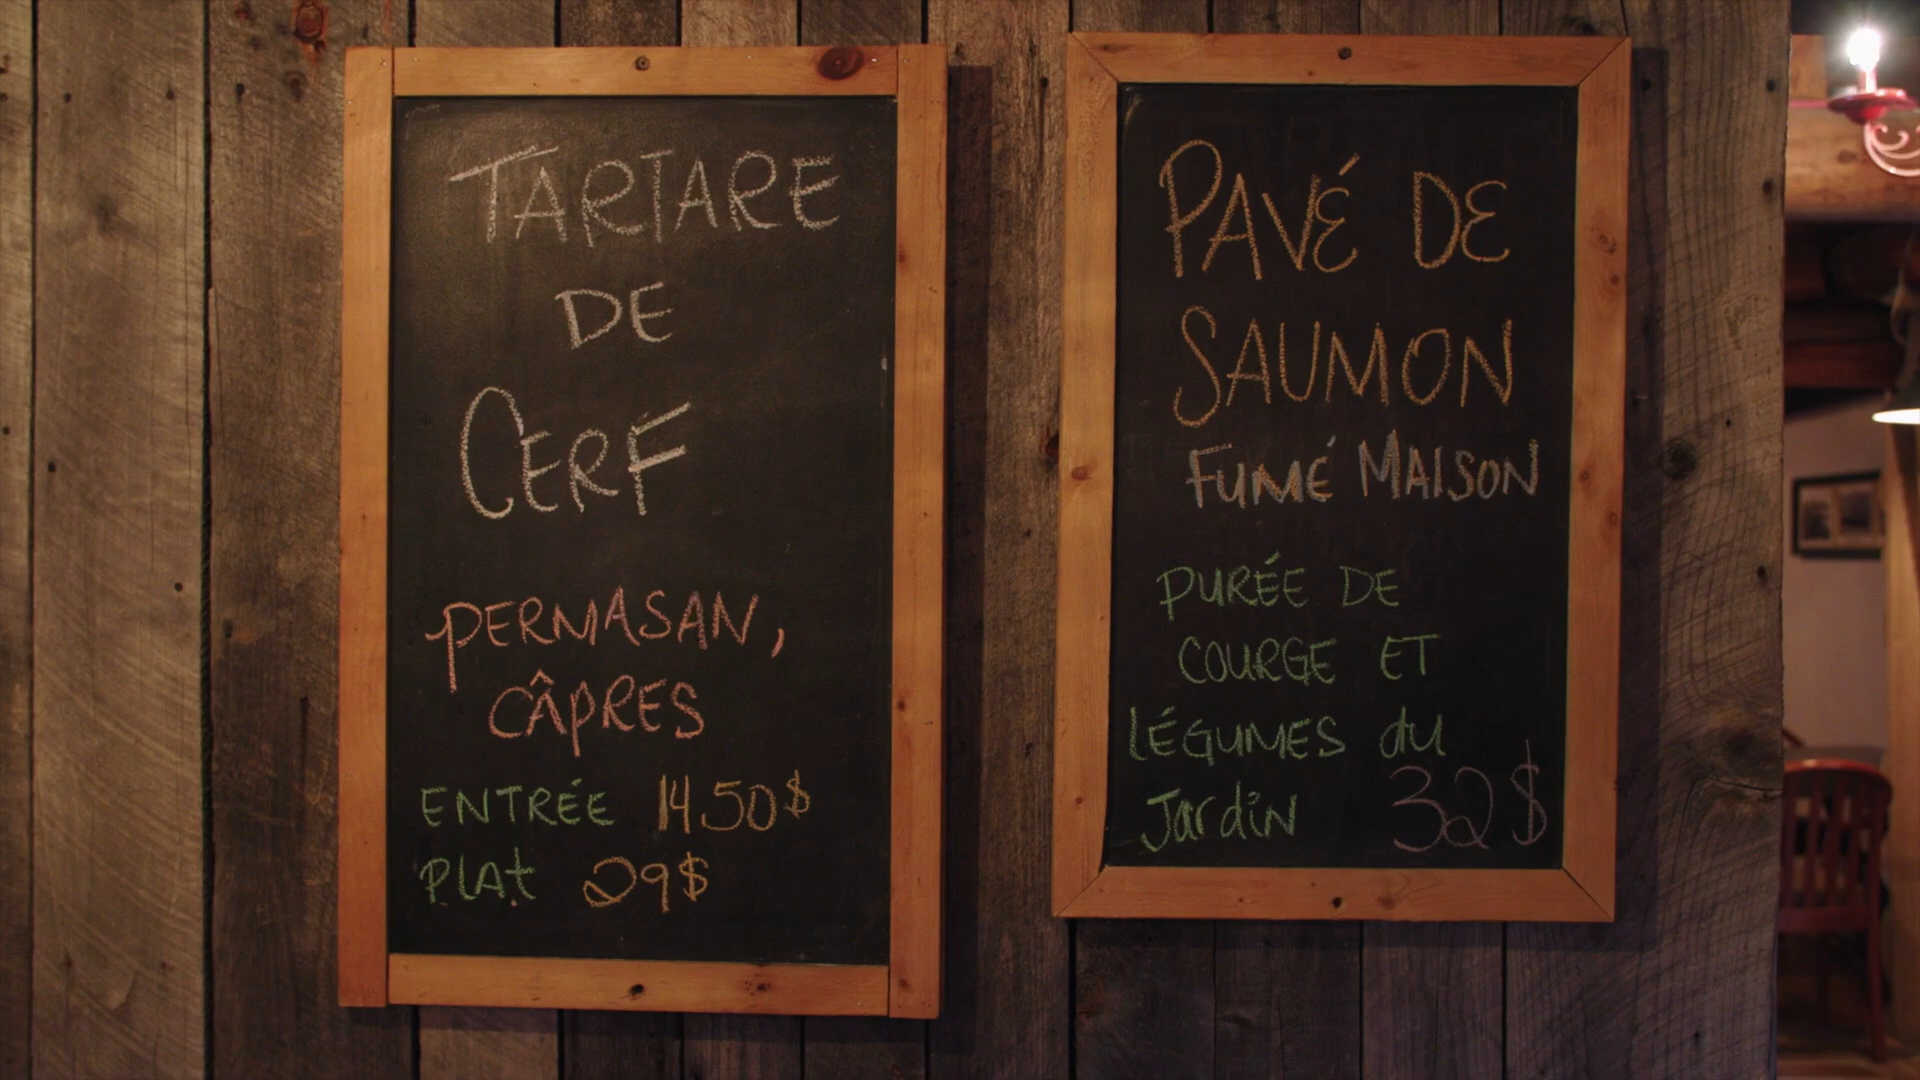 TARTARE
DE
CERF
PERMASAN,
CÂPRES
ENTRÉE 14.50$
PLAt 29$
PAVÉ DE
SAUMON
FUMÉ MAISON
PURÉE DE
COURGE ET
LÉGUMES du
Jardin 32$